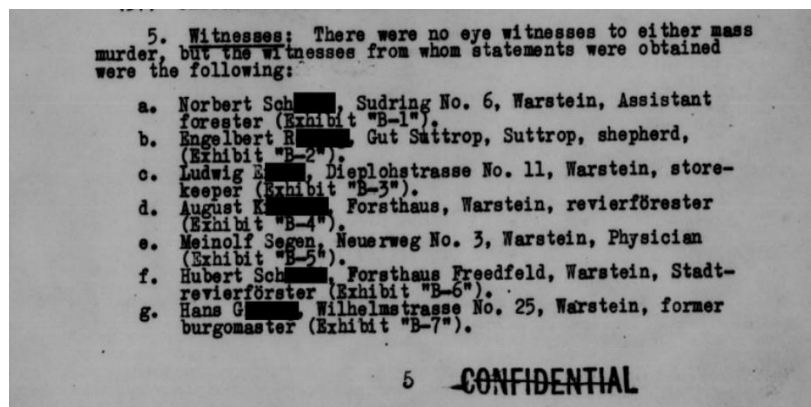 5. Witnesses: There were no eye witnesses to either mass
murder, but the witnesses from whom statements were obtained
were the following:
a. Norbert Sch , Sudring No. 6, Warstein, Assistant
forester (Exhibit "B-1").
b. Engelbert R , Gut Suttrop, Suttrop, shepherd,
(Exhibit "B-2").
c. Ludwig E , Dieplohstrasse No. 11, Warstein, store-
keeper (Exhibit "B-3").
d. August K , Forsthaus, Warstein, revierförester
(Exhibit "B-4").
e. Meinolf Segen, Neuerweg No. 3, Warstein, Physician
(Exhibit "B-5").
f. Hubert Sch , Forsthaus Freedfeld, Warstein, Stadt-
revierförster (Exhibit "B-6").
g. Hans G , Wilhelmstrasse No. 25, Warstein, former
burgomaster (Exhibit "B-7").
5 CONFIDENTIAL